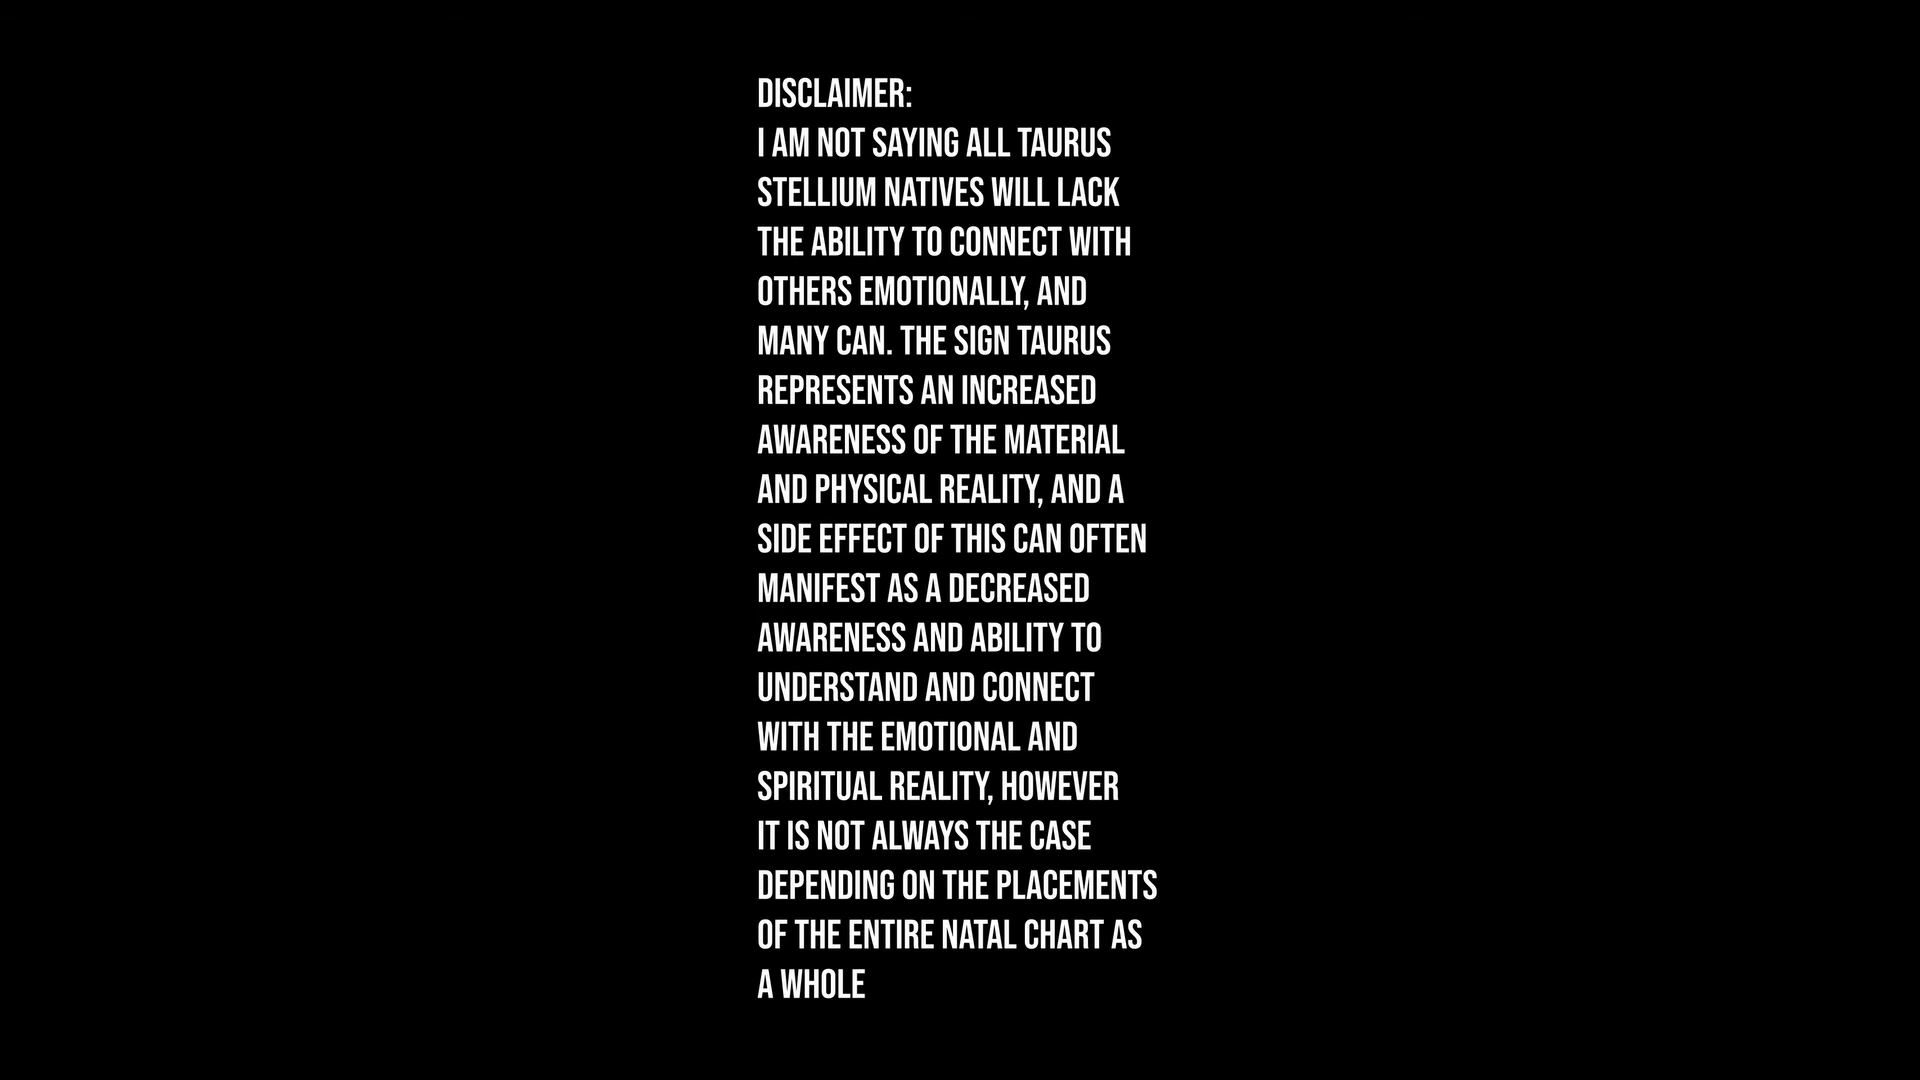 DISCLAIMER:
I AM NOT SAYING ALL TAURUS
STELLIUM NATIVES WILL LACK
THE ABILITY TO CONNECT WITH
OTHERS EMOTIONALLY, AND
MANY CAN. THE SIGN TAURUS
REPRESENTS AN INCREASED
AWARENESS OF THE MATERIAL
AND PHYSICAL REALITY, AND A
SIDE EFFECT OF THIS CAN OFTEN
MANIFEST AS A DECREASED
AWARENESS AND ABILITY TO
UNDERSTAND AND CONNECT
WITH THE EMOTIONAL AND
SPIRITUAL REALITY, HOWEVER
IT IS NOT ALWAYS THE CASE
DEPENDING ON THE PLACEMENTS
OF THE ENTIRE NATAL CHART AS
A WHOLE